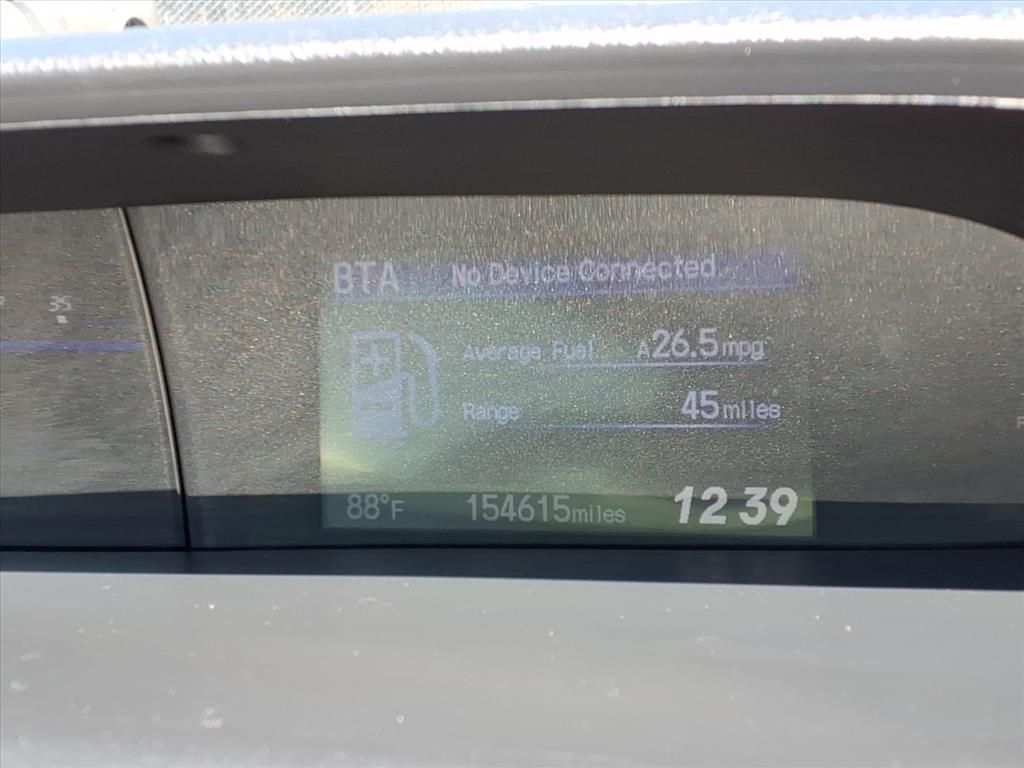 35
BTA No Device Connected
Average Fuel A26.5mpg
Range 45miles
88°F 154615miles 12 39